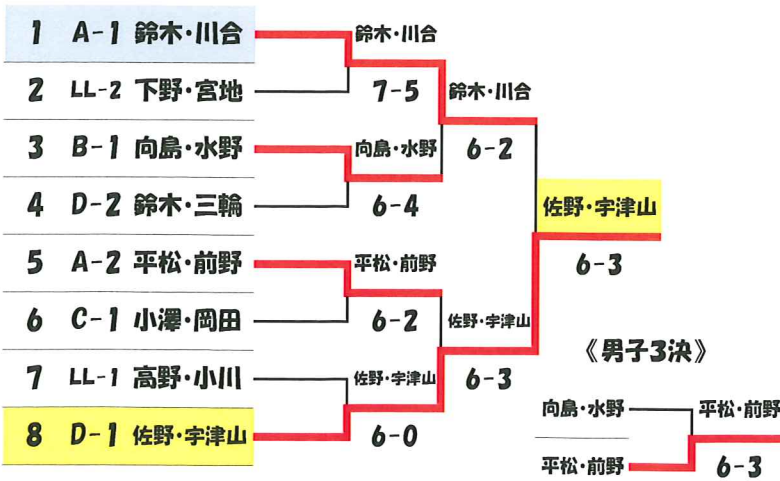 1 A-1 鈴木・川合
2 LL-2 下野・宮地
3 B-1 向島・水野
4 D-2 鈴木・三輪
5 A-2 平松・前野
6 C-1 小澤・岡田
7 LL-1 高野・小川
8 D-1 佐野・宇津山
鈴木・川合
7-5
向島・水野
6-4
平松・前野
6-2
佐野・宇津山
6-0
鈴木・川合
6-2
佐野・宇津山
6-3
佐野・宇津山
6-3
《男子3決》
向島・水野
平松・前野
平松・前野
6-3